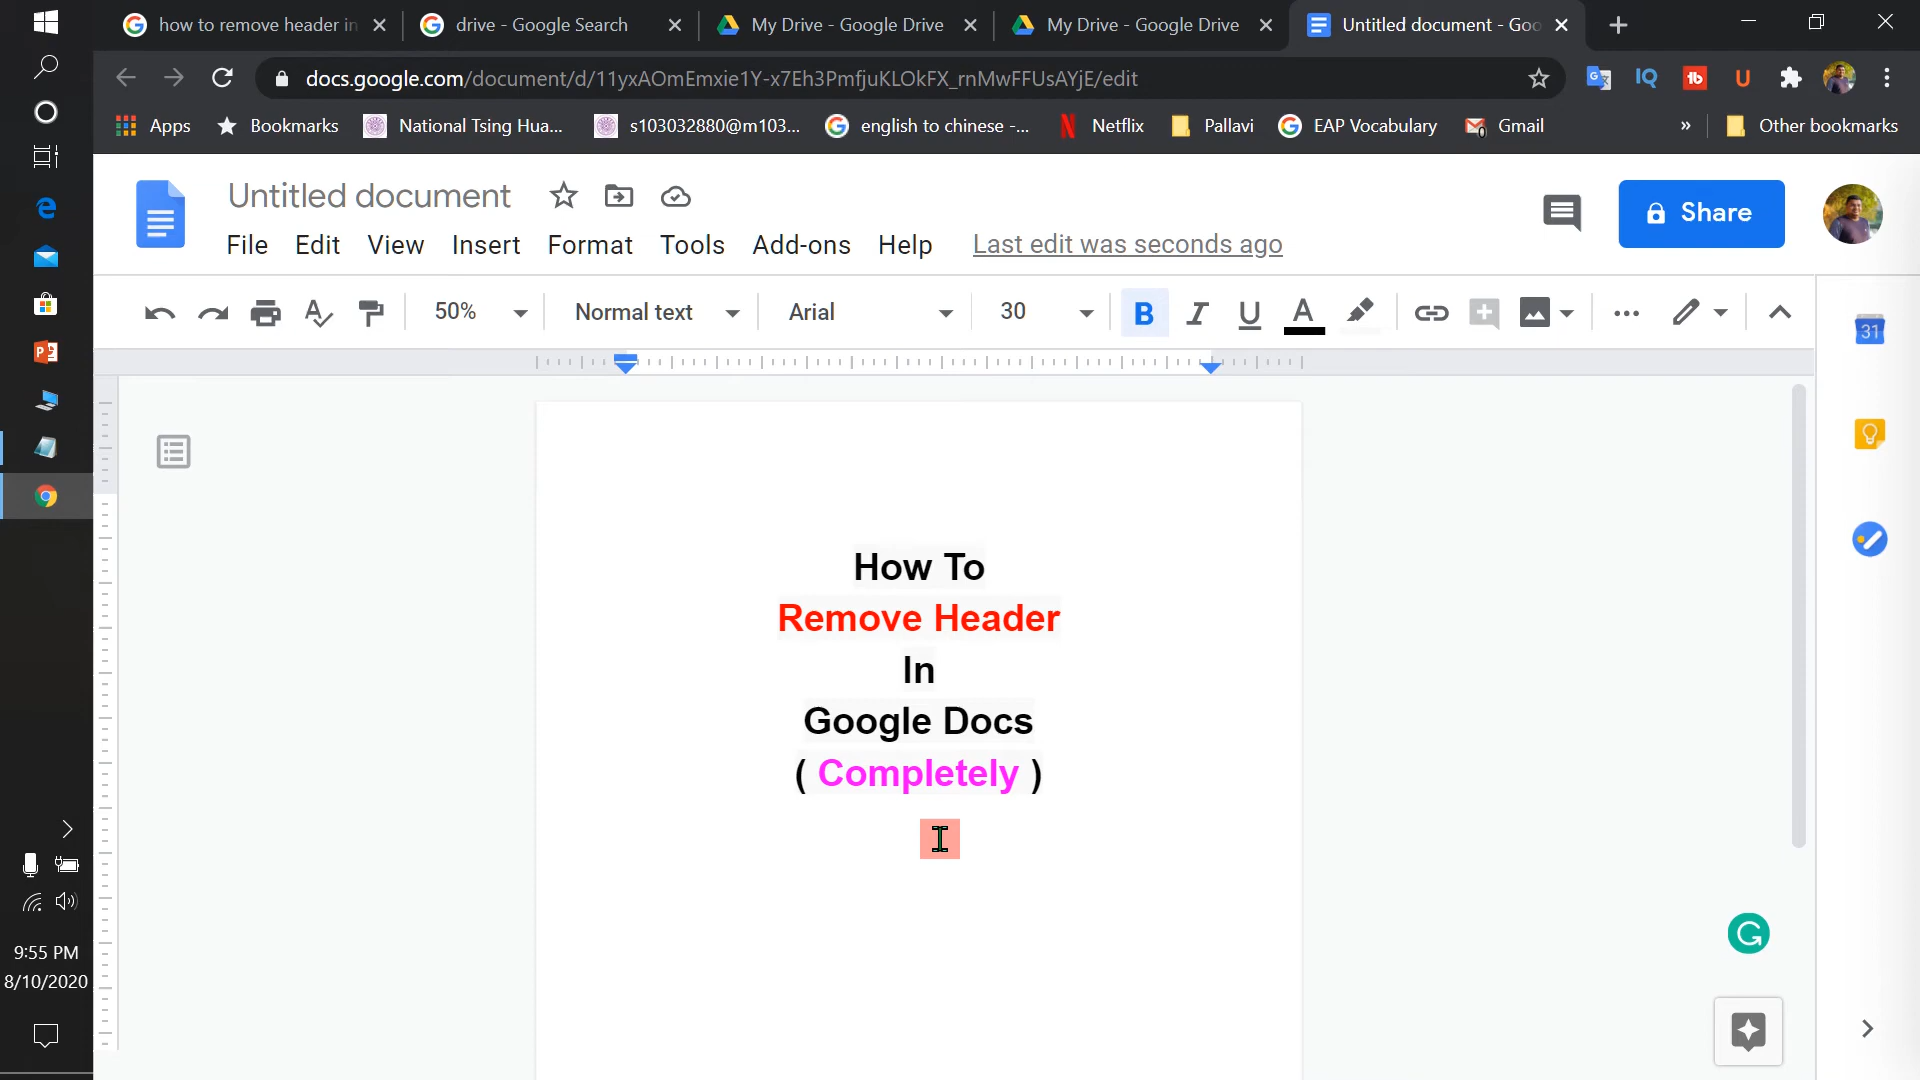 how to remove header in
drive - Google Search
My Drive - Google Drive
My Drive - Google Drive
Untitled document - Goo
docs.google.com/document/d/11yxAOmEmxie1Y-x7Eh3PmfjuKLOkFX_rnMwFFUsAYjE/edit
IQ
tb
U
Apps
Bookmarks
National Tsing Hua...
s103032880@m103...
english to chinese -...
Netflix
Pallavi
EAP Vocabulary
Gmail
»
Other bookmarks
Untitled document
Share
File Edit View Insert Format Tools Add-ons Help Last edit was seconds ago
50%
Normal text
Arial
30
B I U A
31
How To
Remove Header
In
Google Docs
( Completely )
9:55 PM
8/10/2020